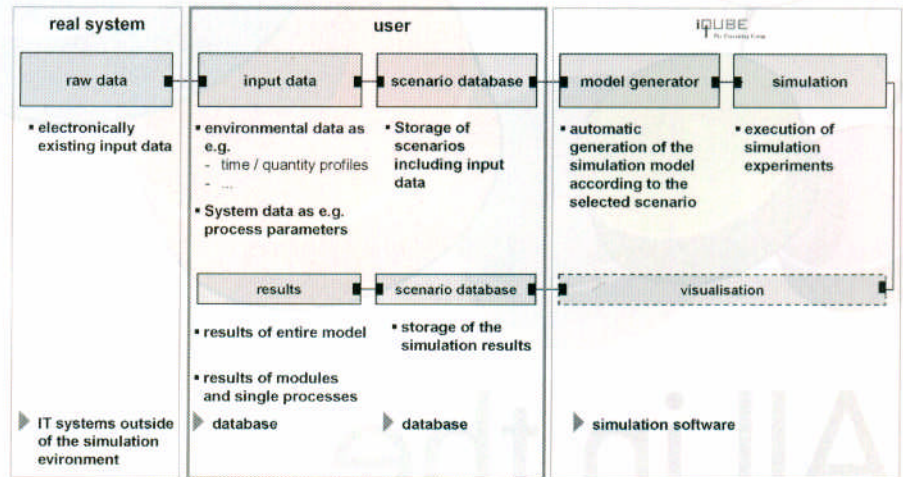 real system
user
iQUBE
raw data
input data
scenario database
model generator
simulation
▪ electronically
existing input data
▪ environmental data as
e.g.
- time / quantity profiles
- ...
▪ System data as e.g.
process parameters
▪ Storage of
scenarios
including input
data
▪ automatic
generation of the
simulation model
according to the
selected scenario
▪ execution of
simulation
experiments
results
scenario database
visualisation
▪ results of entire model
▪ results of modules
and single processes
▪ storage of the
simulation results
IT systems outside
of the simulation
evironment
database
database
simulation software
All in the